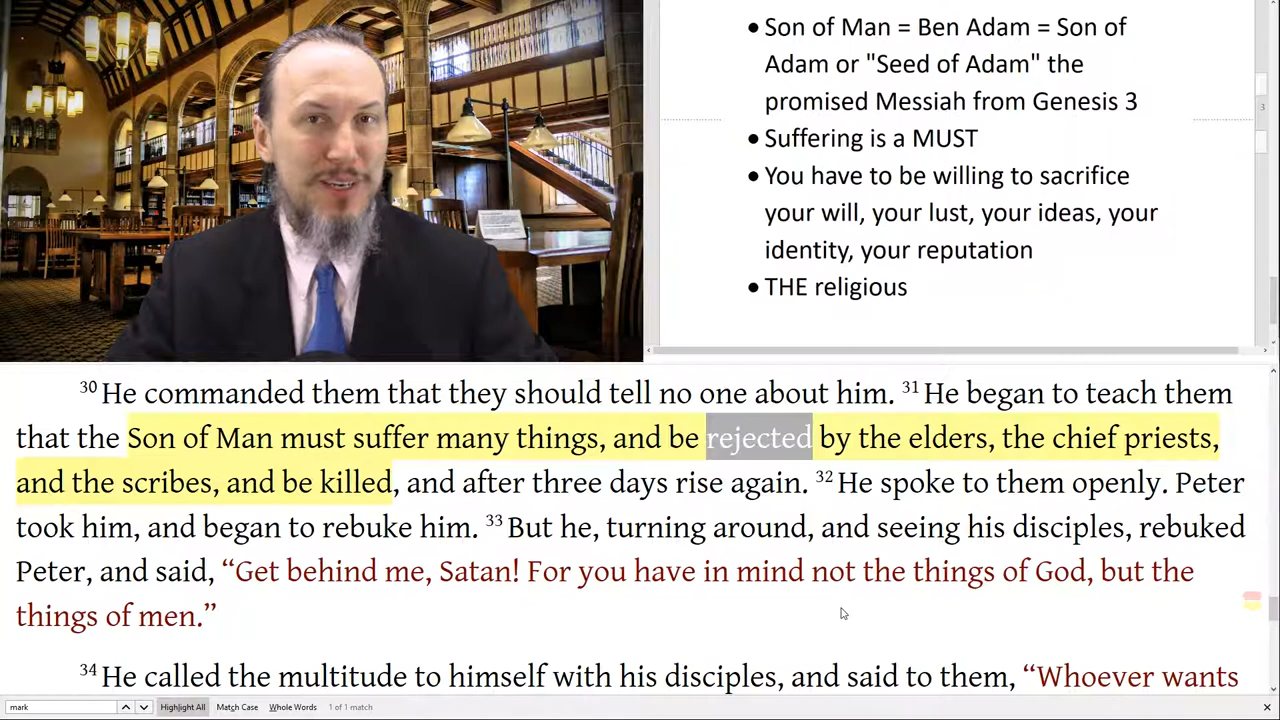 • Son of Man = Ben Adam = Son of
Adam or "Seed of Adam" the
promised Messiah from Genesis 3
• Suffering is a MUST
• You have to be willing to sacrifice
your will, your lust, your ideas, your
identity, your reputation
• THE religious
3
30 He commanded them that they should tell no one about him. 31 He began to teach them
that the Son of Man must suffer many things, and be rejected by the elders, the chief priests,
and the scribes, and be killed, and after three days rise again. 32 He spoke to them openly. Peter
took him, and began to rebuke him. 33 But he, turning around, and seeing his disciples, rebuked
Peter, and said, “Get behind me, Satan! For you have in mind not the things of God, but the
things of men.”
34 He called the multitude to himself with his disciples, and said to them, “Whoever wants
mark
Highlight All
Match Case
Whole Words
1 of 1 match